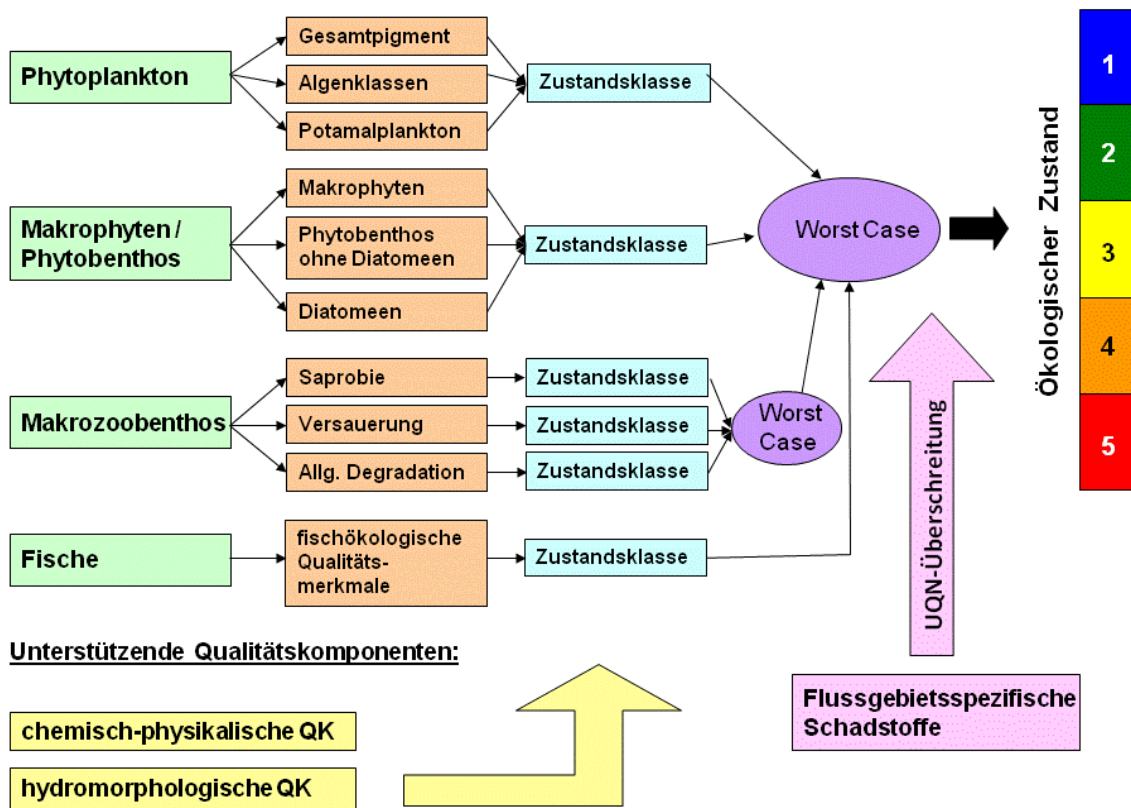 Phytoplankton
Gesamtpigment
Algenklassen
Potamalplankton
Zustandsklasse
Makrophyten /
Phytobenthos
Makrophyten
Phytobenthos
ohne Diatomeen
Diatomeen
Zustandsklasse
Makrozoobenthos
Saprobie
Versauerung
Allg. Degradation
Zustandsklasse
Zustandsklasse
Zustandsklasse
Worst
Case
Fische
fischökologische
Qualitäts-
merkmale
Zustandsklasse
Worst Case
Ökologischer Zustand
1
2
3
4
5
UQN-Überschreitung
Flussgebietsspezifische
Schadstoffe
Unterstützende Qualitätskomponenten:
chemisch-physikalische QK
hydromorphologische QK